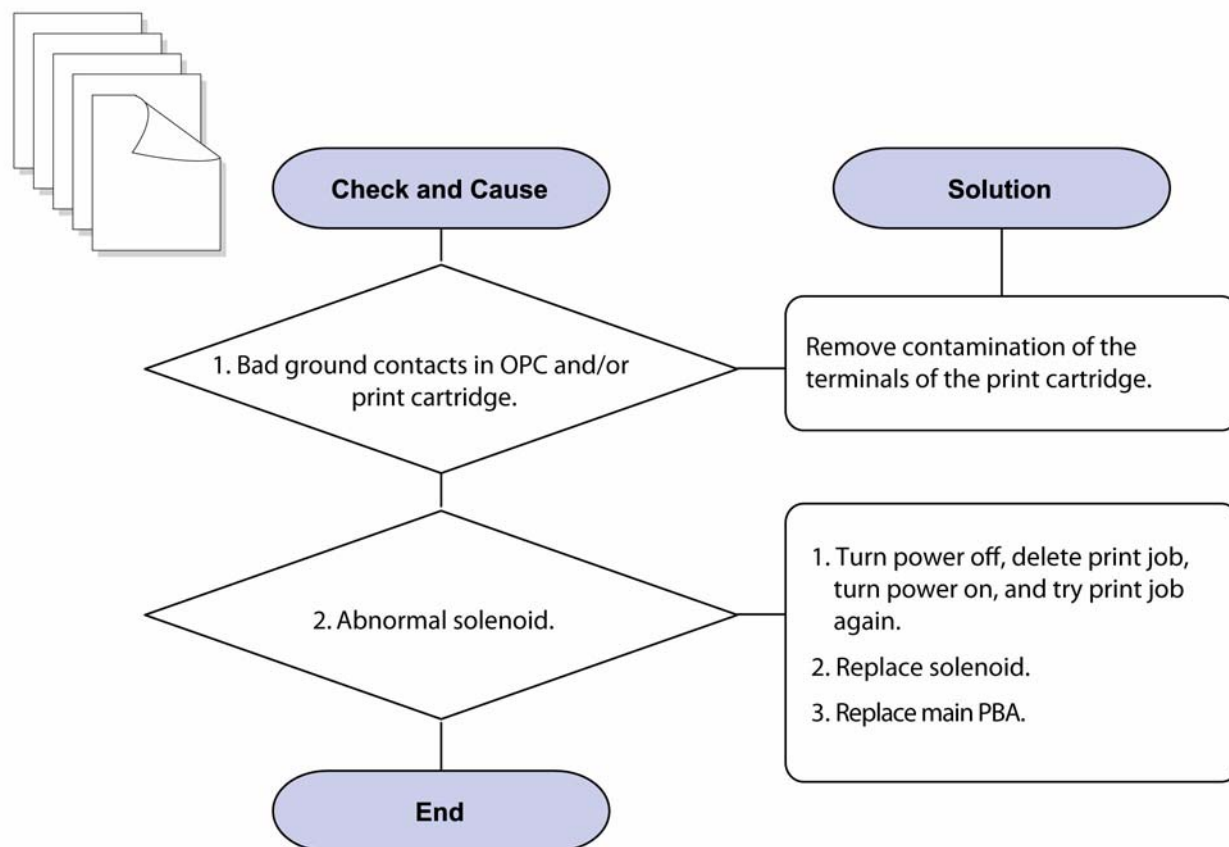 Check and Cause
Solution
1. Bad ground contacts in OPC and/or
print cartridge.
Remove contamination of the
terminals of the print cartridge.
2. Abnormal solenoid.
1. Turn power off, delete print job,
turn power on, and try print job
again.
2. Replace solenoid.
3. Replace main PBA.
End